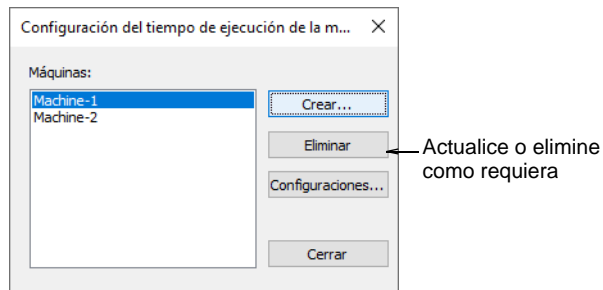 Configuración del tiempo de ejecución de la m...
Máquinas:
Machine-1
Machine-2
Crear...
Eliminar
Configuraciones...
Cerrar
Actualice o elimine
como requiera